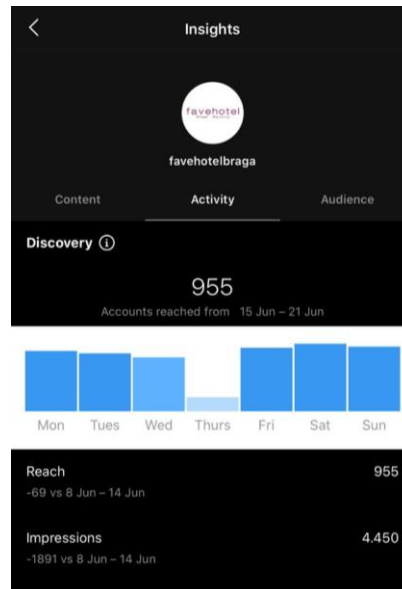 Insights
favehotel
favehotelbraga
Content Activity Audience
Discovery
955
Accounts reached from 15 Jun – 21 Jun
Mon Tues Wed Thurs Fri Sat Sun
Reach 955
-69 vs 8 Jun – 14 Jun
Impressions 4.450
-1891 vs 8 Jun – 14 Jun